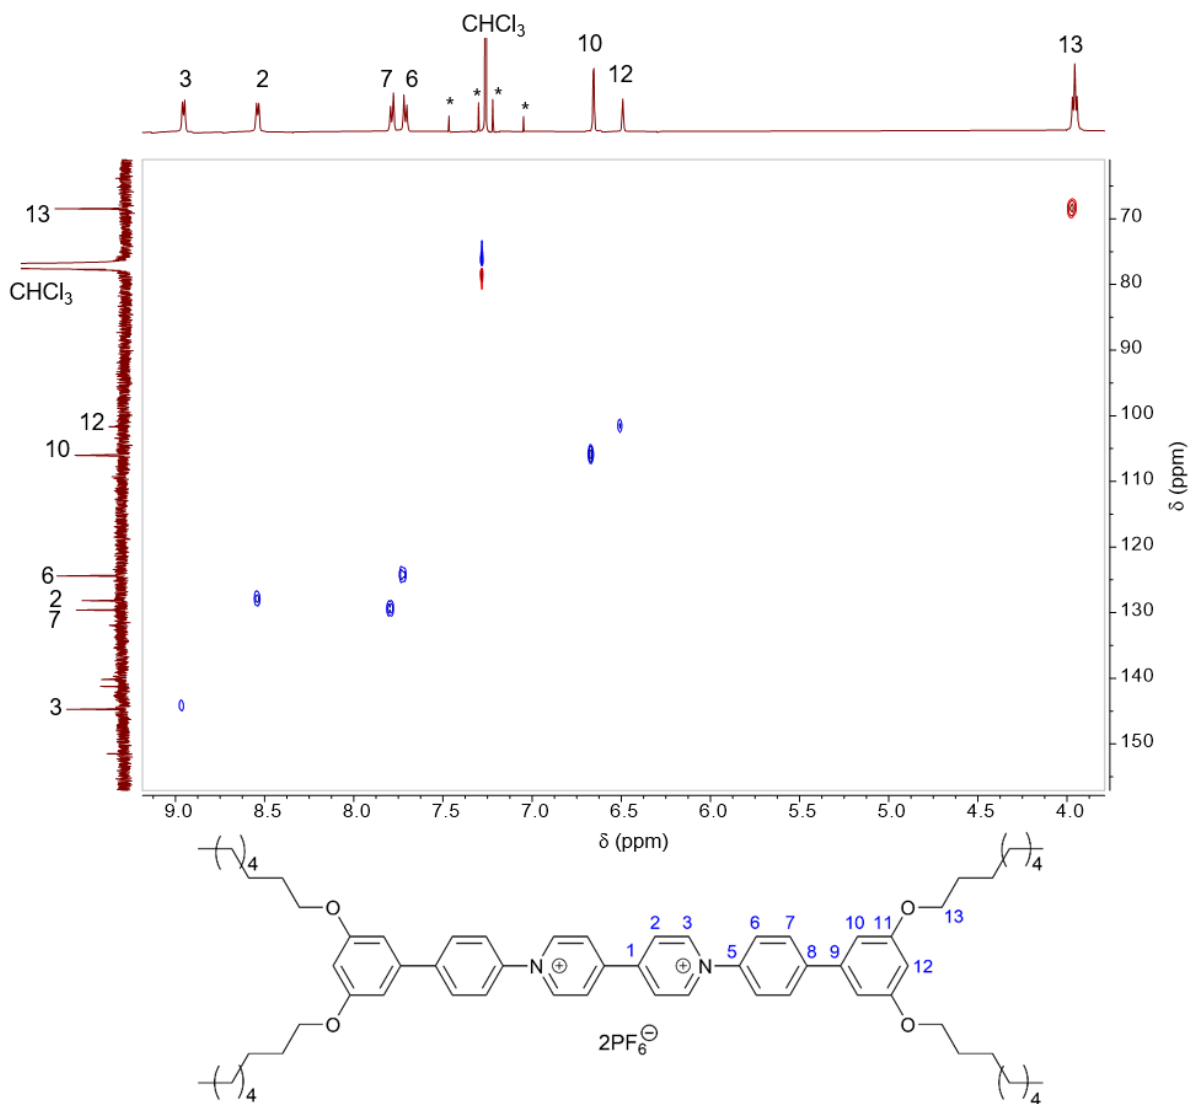 CHCl3
3 2 7 6 * * * * 10 12 13
13
CHCl3
12
10
6
2
7
3
70
80
90
100
110
120
130
140
150
δ (ppm)
9.0 8.5 8.0 7.5 7.0 6.5 6.0 5.5 5.0 4.5 4.0
δ (ppm)
4 4
O O
10 11 13
2 3 6 7
1 5 8 9 12
N + + N
O O
2PF6⊖
4 4